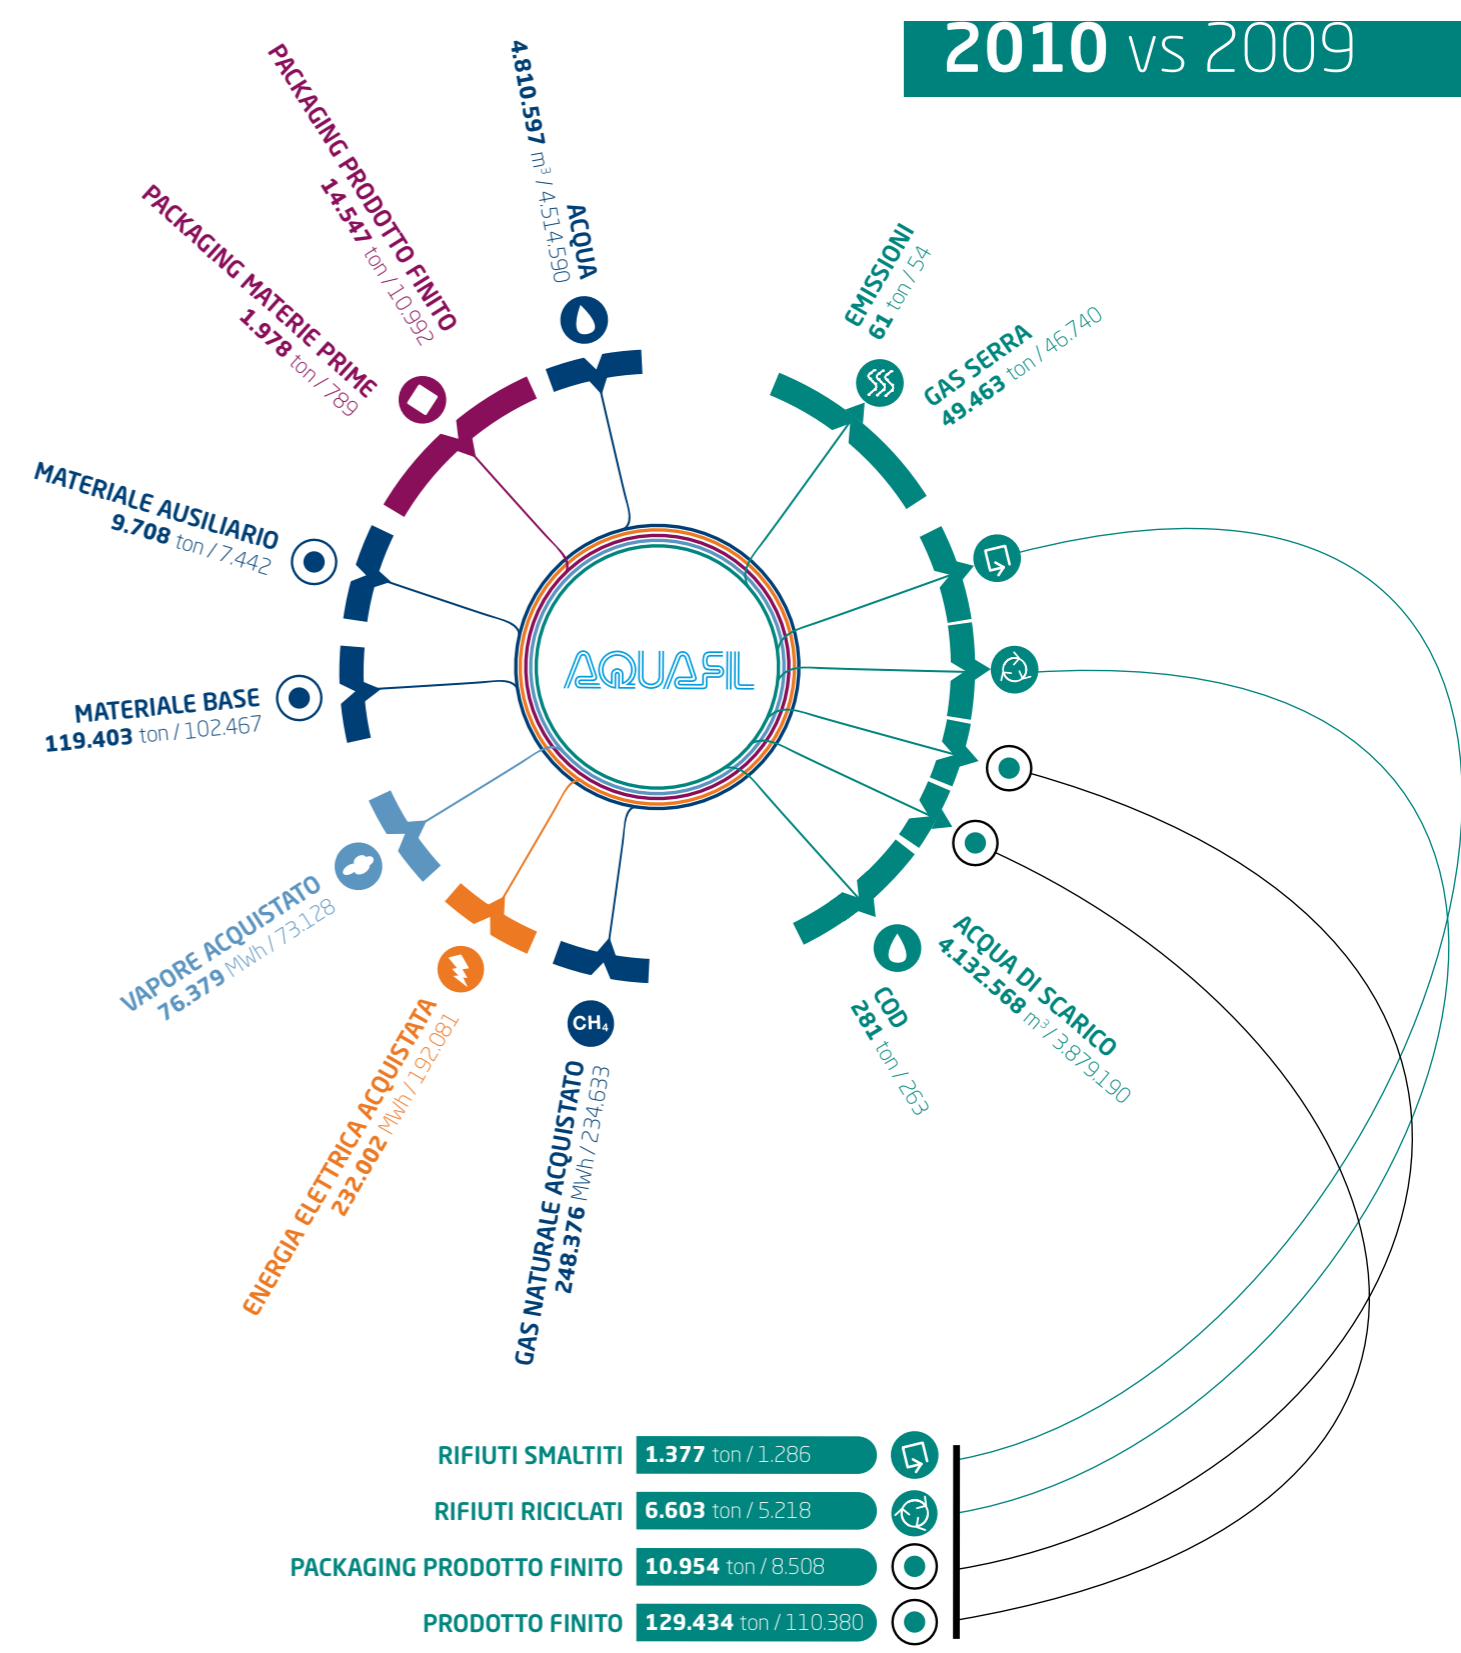 2010 vs 2009
ACQUA
4.810.597 m³ / 4.514.590
PACKAGING PRODOTTO FINITO
14.547 ton / 10.992
PACKAGING MATERIE PRIME
1.978 ton / 789
MATERIALE AUSILIARIO
9.708 ton / 7.442
MATERIALE BASE
119.403 ton / 102.467
VAPORE ACQUISTATO
76.379 MWh / 73.128
ENERGIA ELETTRICA ACQUISTATA
232.002 MWh / 192.081
CH₄
GAS NATURALE ACQUISTATO
248.376 MWh / 234.633
AQUAFIL
EMISSIONI
61 ton / 54
GAS SERRA
49.463 ton / 46.740
ACQUA DI SCARICO
4.132.568 m³ / 3.879.190
COD
281 ton / 263
RIFIUTI SMALTITI 1.377 ton / 1.286
RIFIUTI RICICLATI 6.603 ton / 5.218
PACKAGING PRODOTTO FINITO 10.954 ton / 8.508
PRODOTTO FINITO 129.434 ton / 110.380